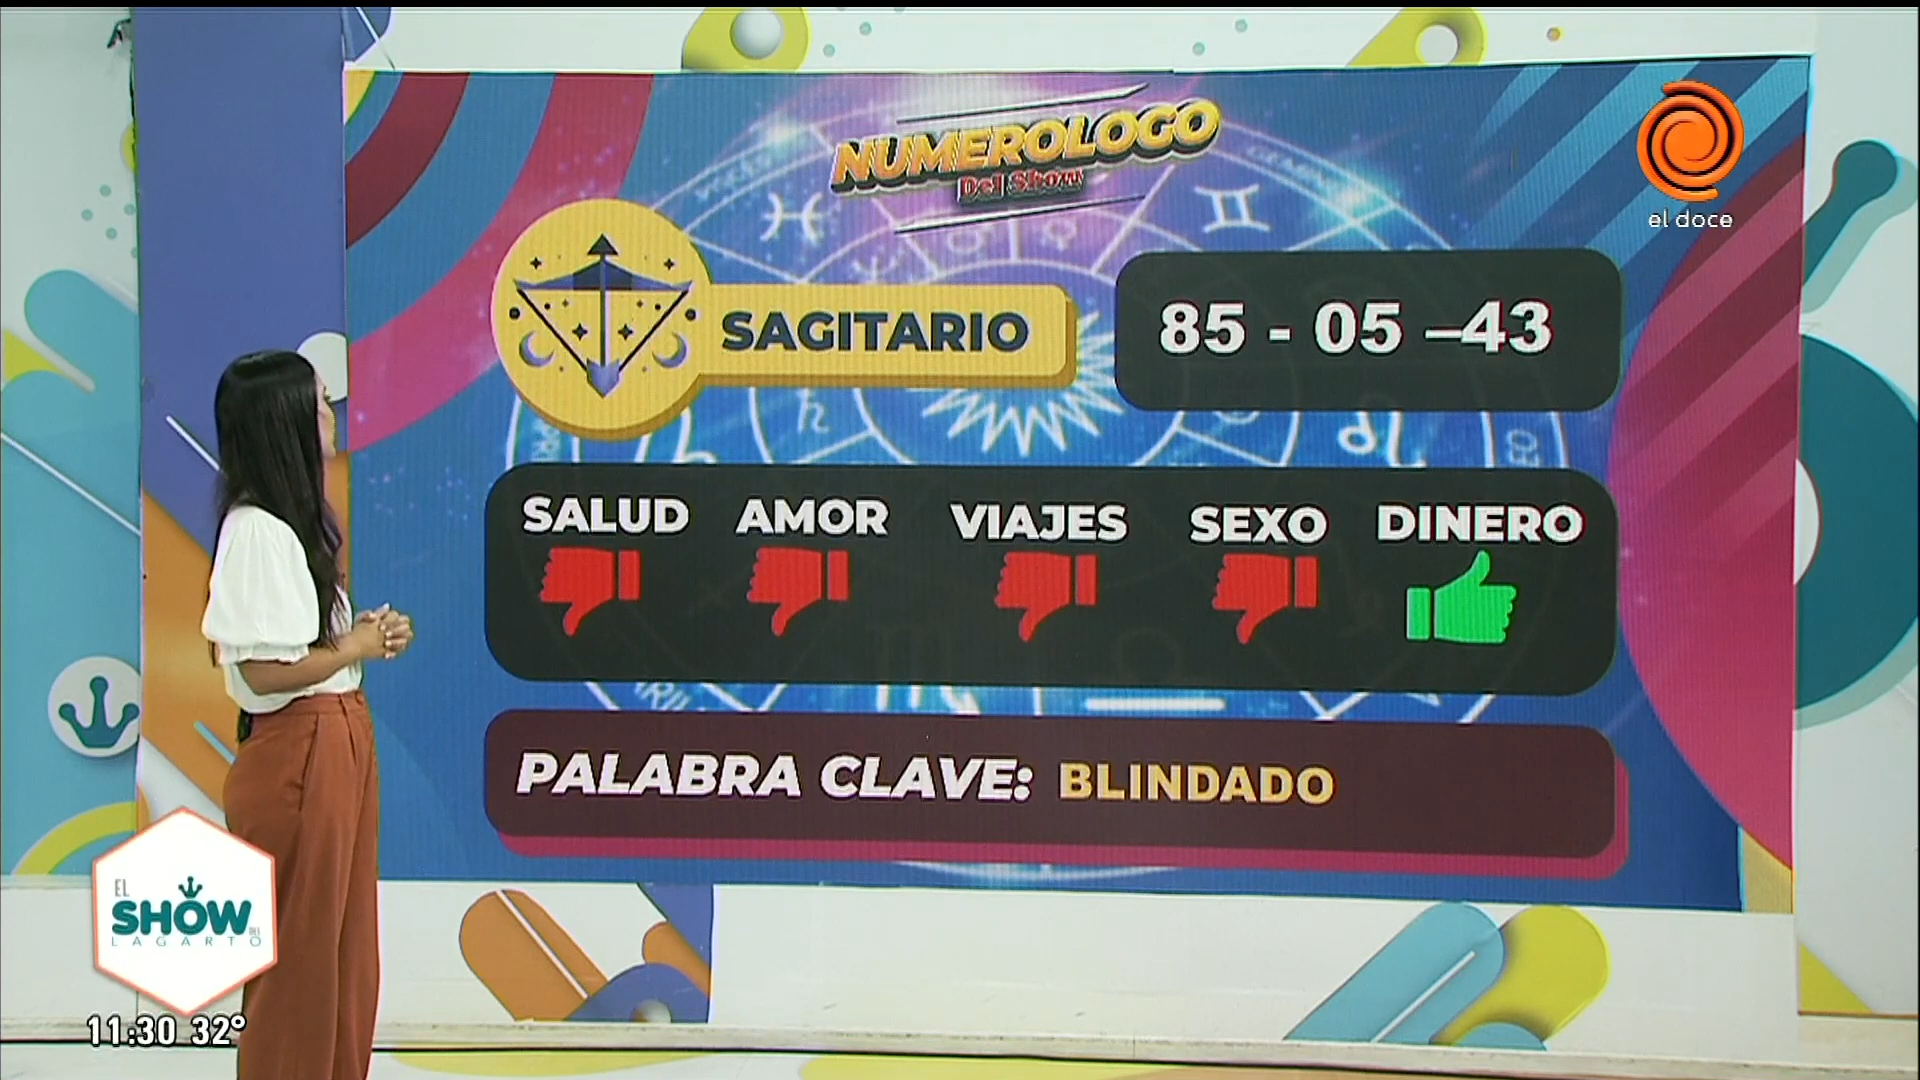 NUMEROLOGO
Del Show
el doce
SAGITARIO
85 - 05 –43
SALUD AMOR VIAJES SEXO DINERO
PALABRA CLAVE: BLINDADO
EL
SHOW
DEL
LAGARTO
11:30 32°